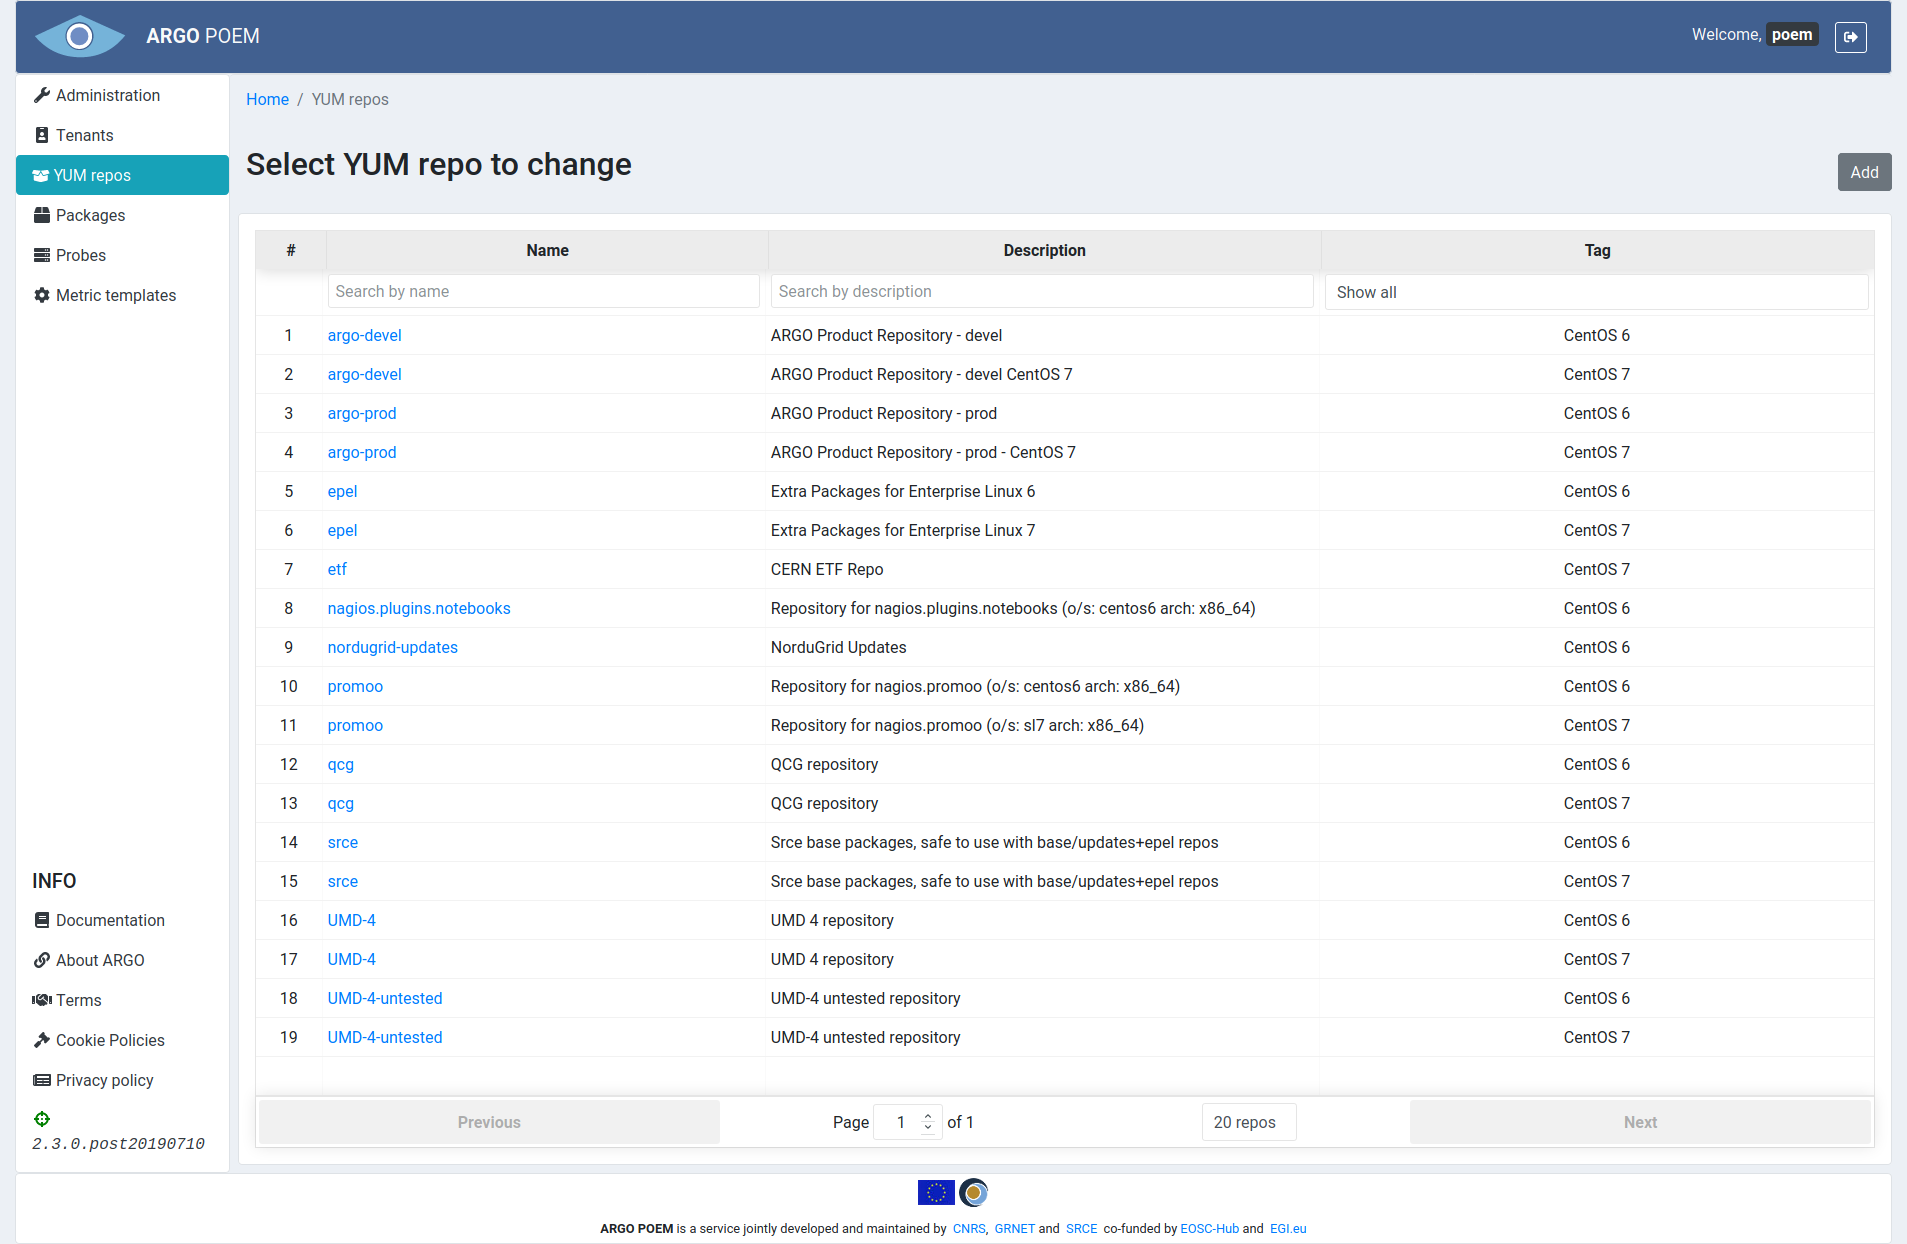 ARGO POEM
Welcome, poem
Administration
Tenants
YUM repos
Packages
Probes
Metric templates
INFO
Documentation
About ARGO
Terms
Cookie Policies
Privacy policy
2.3.0.post20190710
Home / YUM repos
Select YUM repo to change
Add
# Name Description Tag
Search by name Search by description Show all
1 argo-devel ARGO Product Repository - devel CentOS 6
2 argo-devel ARGO Product Repository - devel CentOS 7 CentOS 7
3 argo-prod ARGO Product Repository - prod CentOS 6
4 argo-prod ARGO Product Repository - prod - CentOS 7 CentOS 7
5 epel Extra Packages for Enterprise Linux 6 CentOS 6
6 epel Extra Packages for Enterprise Linux 7 CentOS 7
7 etf CERN ETF Repo CentOS 7
8 nagios.plugins.notebooks Repository for nagios.plugins.notebooks (o/s: centos6 arch: x86_64) CentOS 6
9 nordugrid-updates NorduGrid Updates CentOS 6
10 promoo Repository for nagios.promoo (o/s: centos6 arch: x86_64) CentOS 6
11 promoo Repository for nagios.promoo (o/s: sl7 arch: x86_64) CentOS 7
12 qcg QCG repository CentOS 6
13 qcg QCG repository CentOS 7
14 srce Srce base packages, safe to use with base/updates+epel repos CentOS 6
15 srce Srce base packages, safe to use with base/updates+epel repos CentOS 7
16 UMD-4 UMD 4 repository CentOS 6
17 UMD-4 UMD 4 repository CentOS 7
18 UMD-4-untested UMD-4 untested repository CentOS 6
19 UMD-4-untested UMD-4 untested repository CentOS 7
Previous Page 1 of 1 20 repos Next
ARGO POEM is a service jointly developed and maintained by CNRS, GRNET and SRCE co-funded by EOSC-Hub and EGI.eu